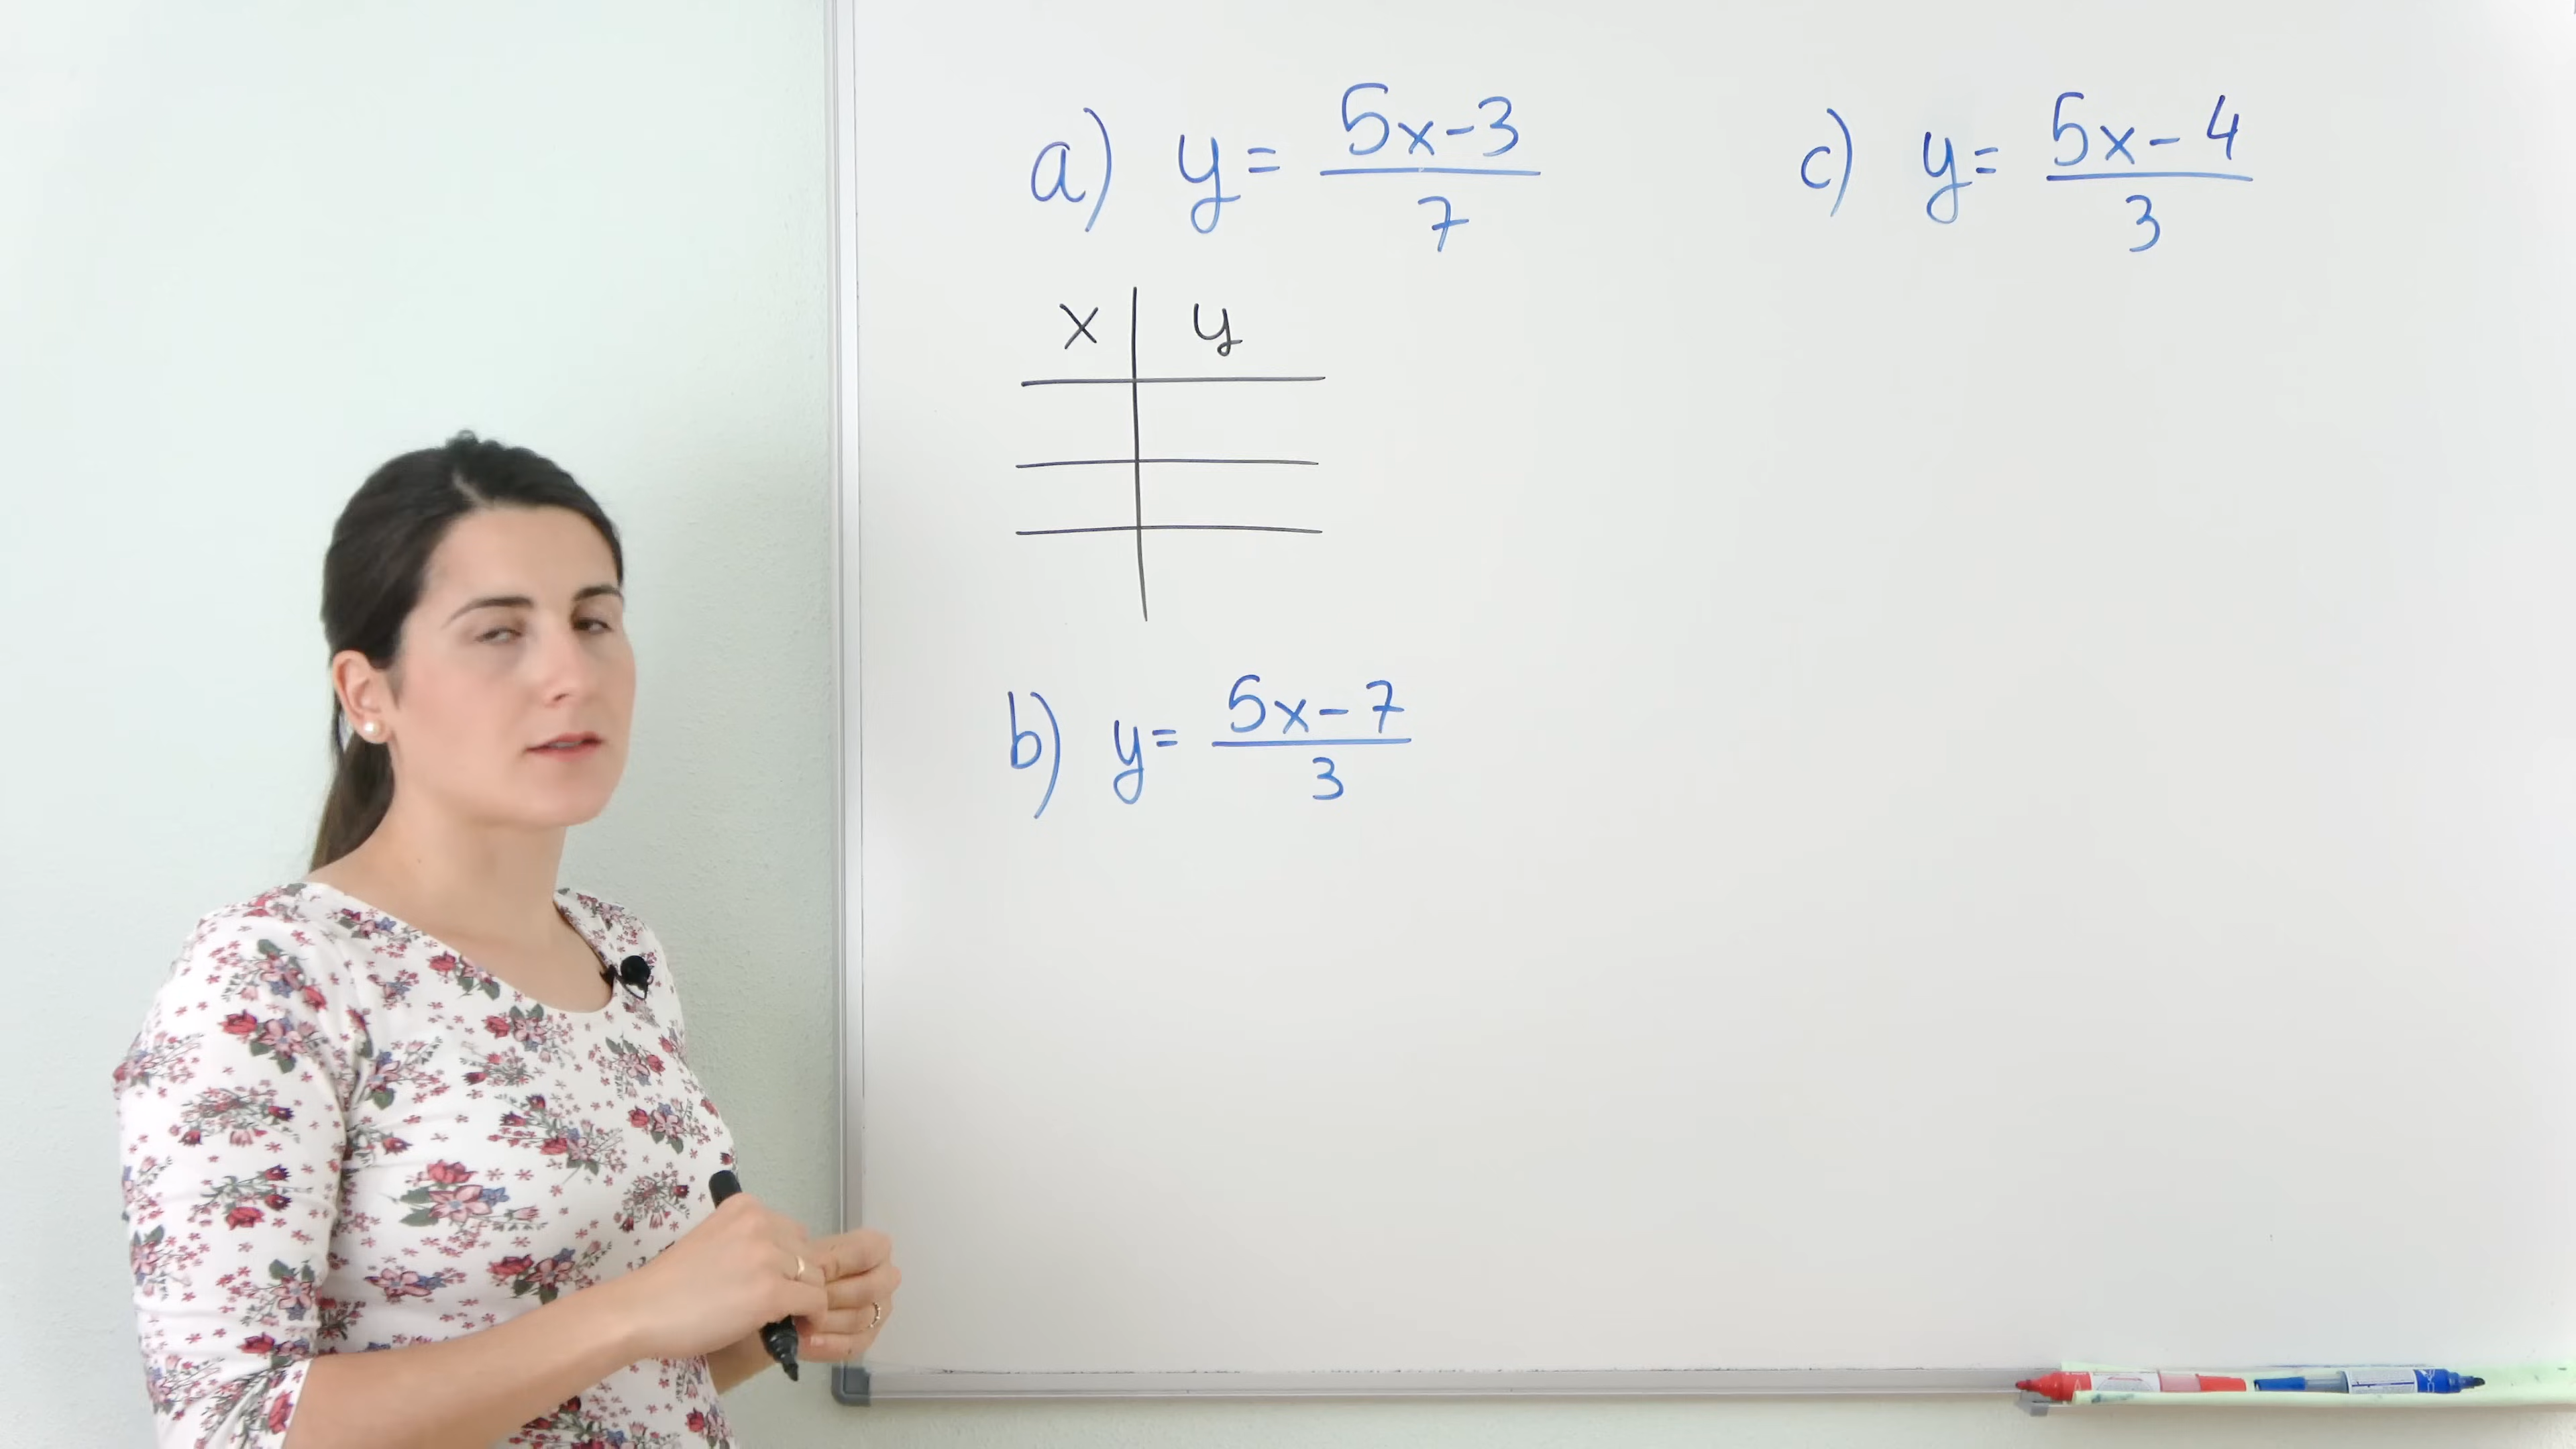 a) y = 5x-3 / 7
x y
b) y = 5x-7 / 3
c) y = 5x-4 / 3